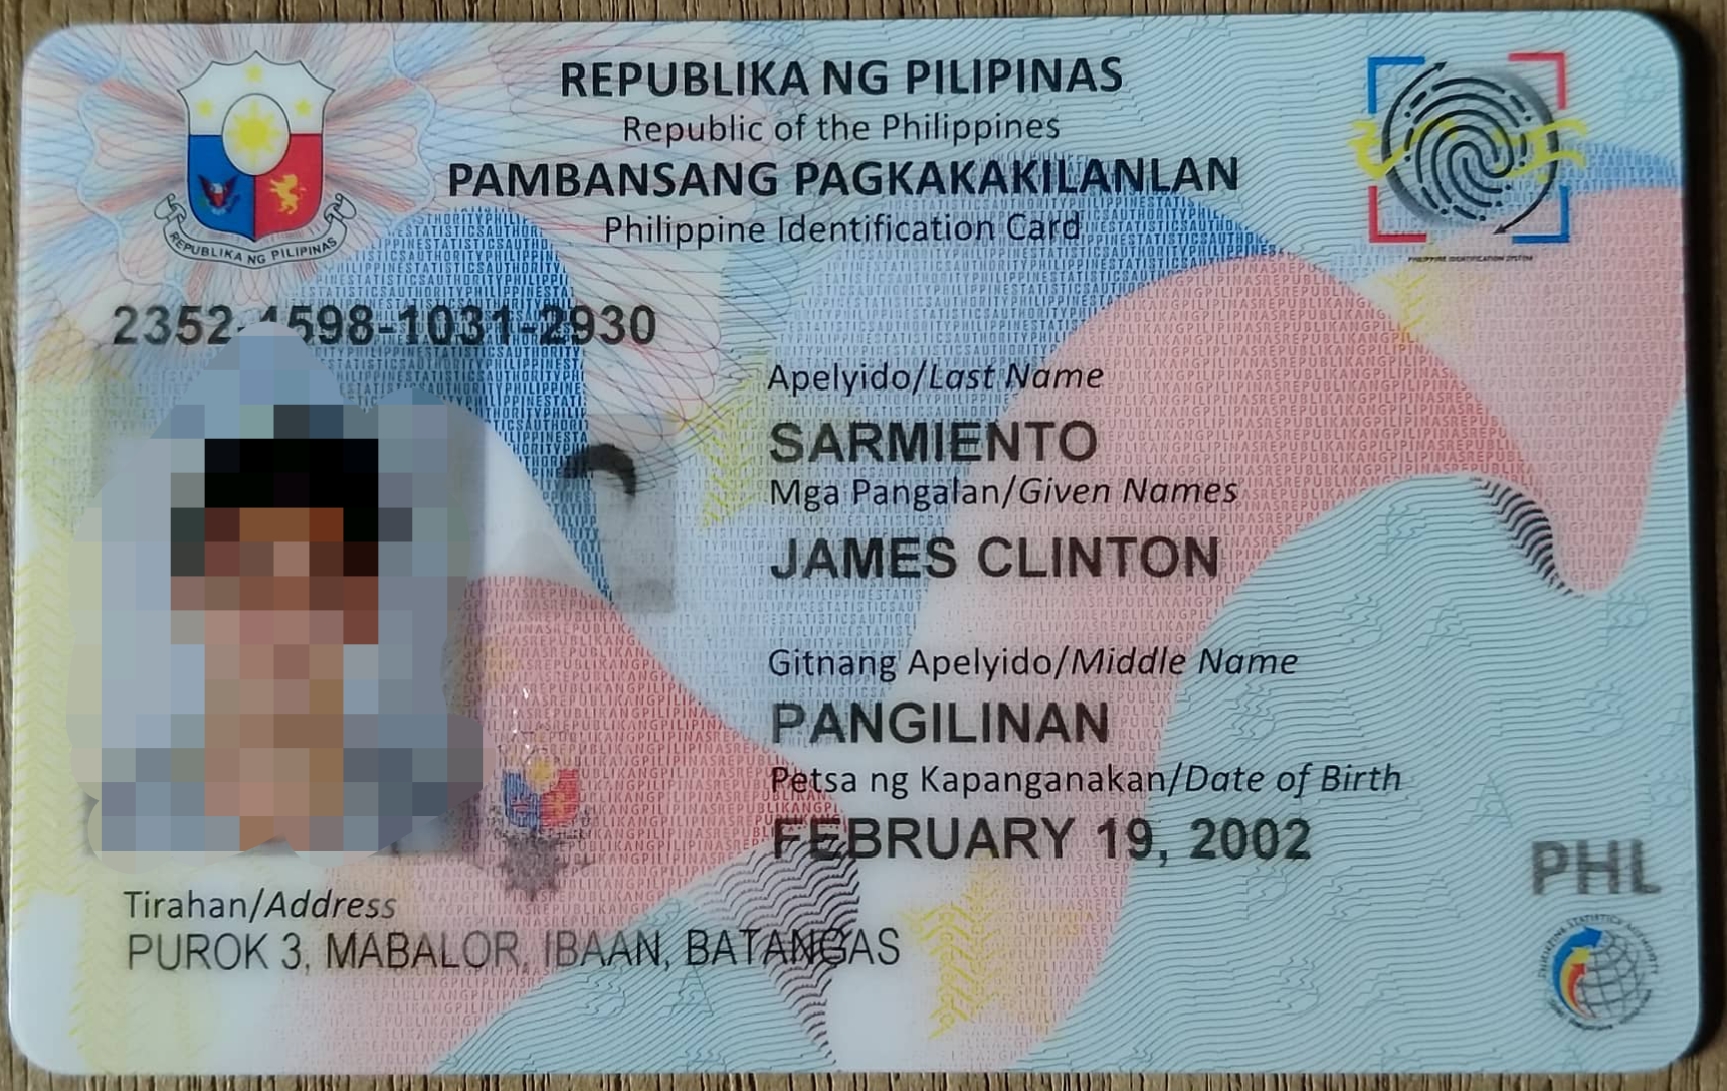 REPUBLIKA NG PILIPINAS
Republic of the Philippines
PAMBANSANG PAGKAKAKILANLAN
Philippine Identification Card
REPUBLIKA NG PILIPINAS
PHILIPPINE IDENTIFICATION SYSTEM
2352-4598-1031-2930
Apelyido/Last Name
SARMIENTO
Mga Pangalan/Given Names
JAMES CLINTON
Gitnang Apelyido/Middle Name
PANGILINAN
Petsa ng Kapanganakan/Date of Birth
FEBRUARY 19, 2002
PHL
Tirahan/Address
PUROK 3, MABALOR, IBAAN, BATANGAS